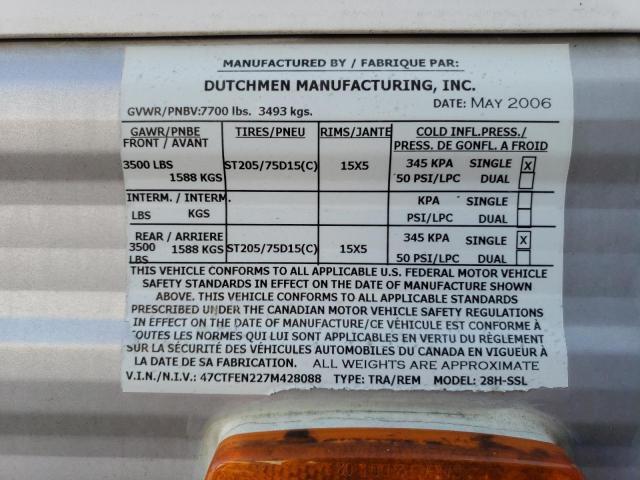 MANUFACTURED BY / FABRIQUE PAR:
DUTCHMEN MANUFACTURING, INC.
GVWR/PNBV:7700 lbs. 3493 kgs. DATE: MAY 2006
GAWR/PNBE TIRES/PNEU RIMS/JANTE COLD INFL.PRESS./
FRONT / AVANT PRESS. DE GONFL. A FROID
3500 LBS ST205/75D15(C) 15X5 345 KPA SINGLE X
1588 KGS 50 PSI/LPC DUAL
INTERM. / INTERM. KPA SINGLE
LBS KGS PSI/LPC DUAL
REAR / ARRIERE 345 KPA SINGLE X
3500 1588 KGS ST205/75D15(C) 15X5
LBS 50 PSI/LPC DUAL
THIS VEHICLE CONFORMS TO ALL APPLICABLE U.S. FEDERAL MOTOR VEHICLE
SAFETY STANDARDS IN EFFECT ON THE DATE OF MANUFACTURE SHOWN
ABOVE. THIS VEHICLE CONFORMS TO ALL APPLICABLE STANDARDS
PRESCRIBED UNDER THE CANADIAN MOTOR VEHICLE SAFETY REGULATIONS
IN EFFECT ON THE DATE OF MANUFACTURE/CE VÉHICULE EST CONFORME À
TOUTES LES NORMES QUI LUI SONT APPLICABLES EN VERTU DU RÈGLEMENT
SUR LA SÉCURITÉ DES VÉHICULES AUTOMOBILES DU CANADA EN VIGUEUR À
LA DATE DE SA FABRICATION. ALL WEIGHTS ARE APPROXIMATE
V.I.N./N.I.V.: 47CTFEN227M428088 TYPE: TRA/REM MODEL: 28H-SSL